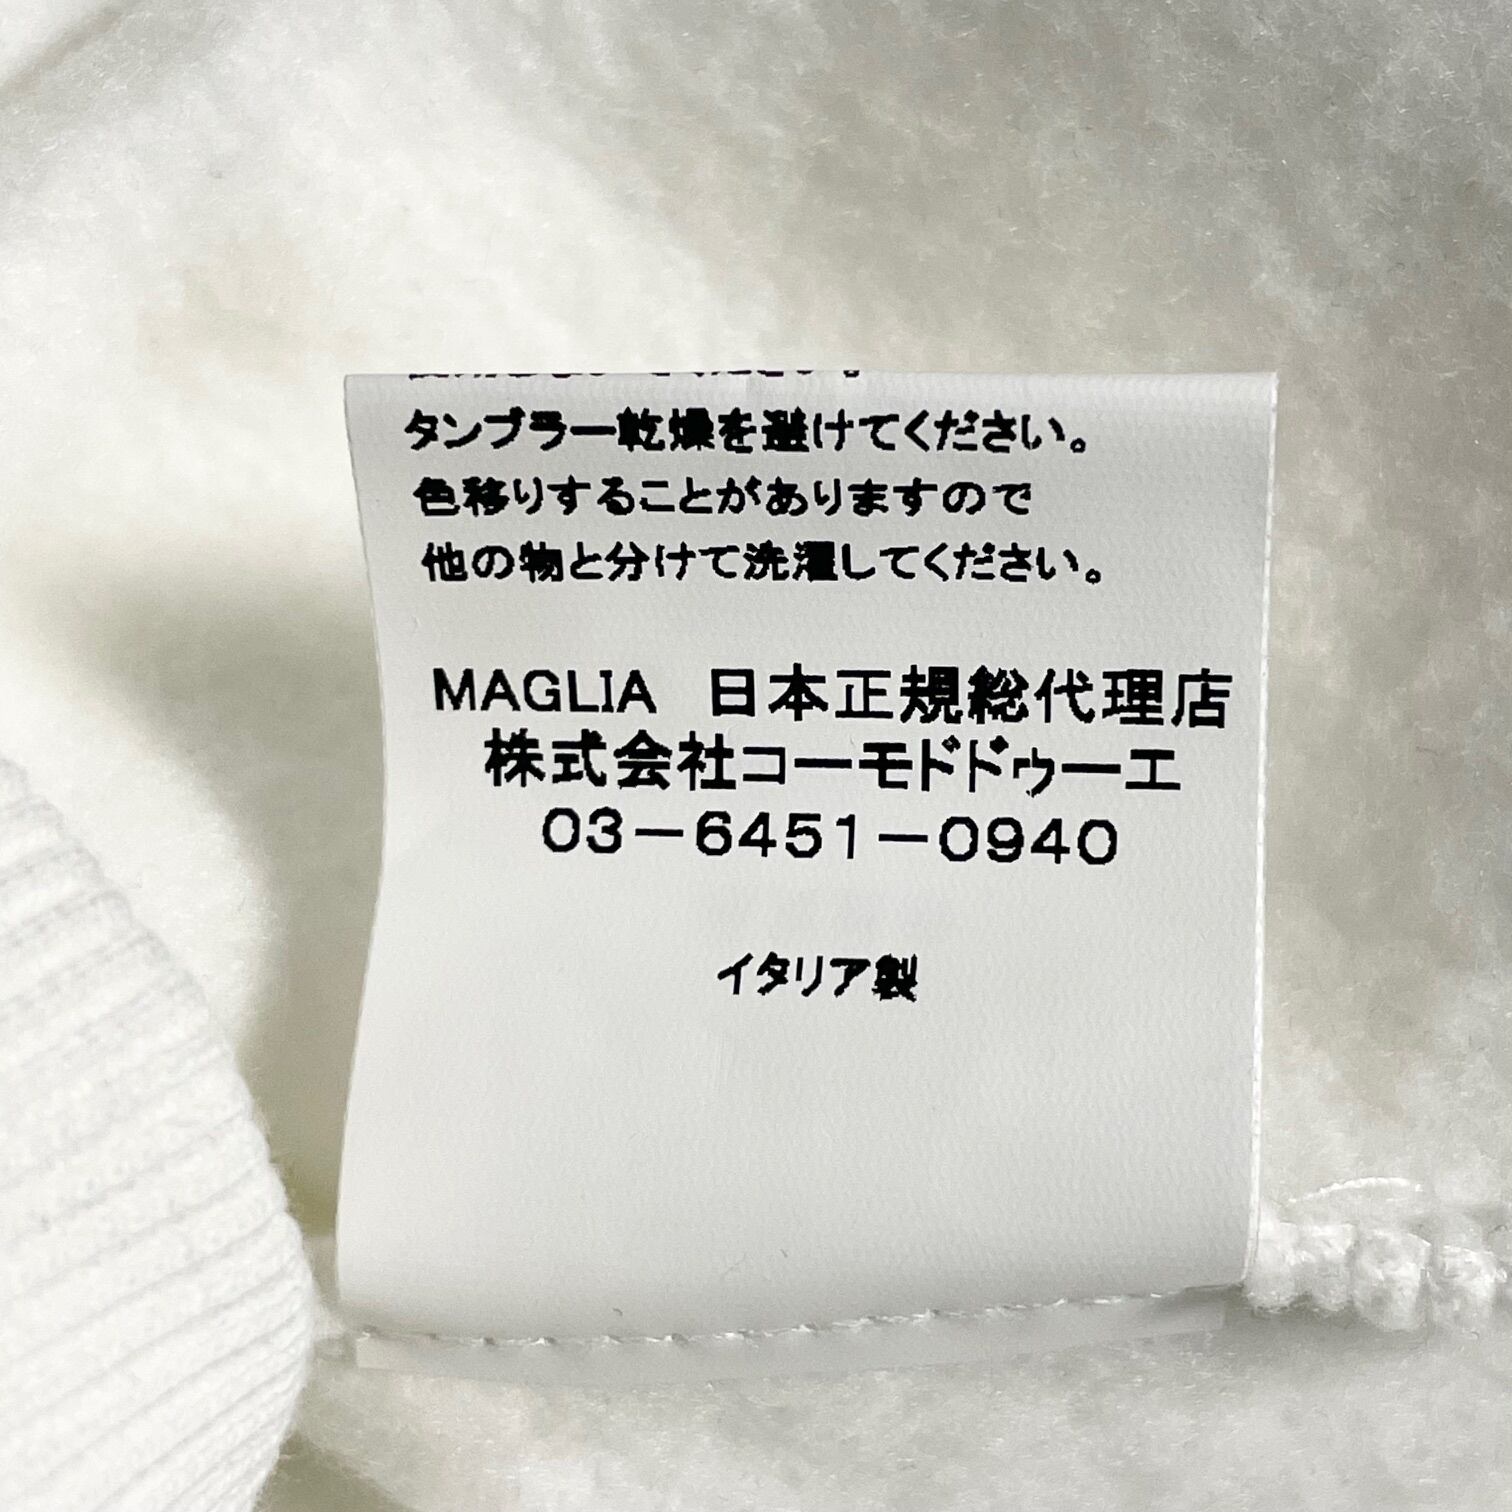 タンブラー乾燥を避けてください。
色移りすることがありますので
他の物と分けて洗濯してください。
MAGLIA 日本正規総代理店
株式会社コーモドドゥーエ
03-6451-0940
イタリア製